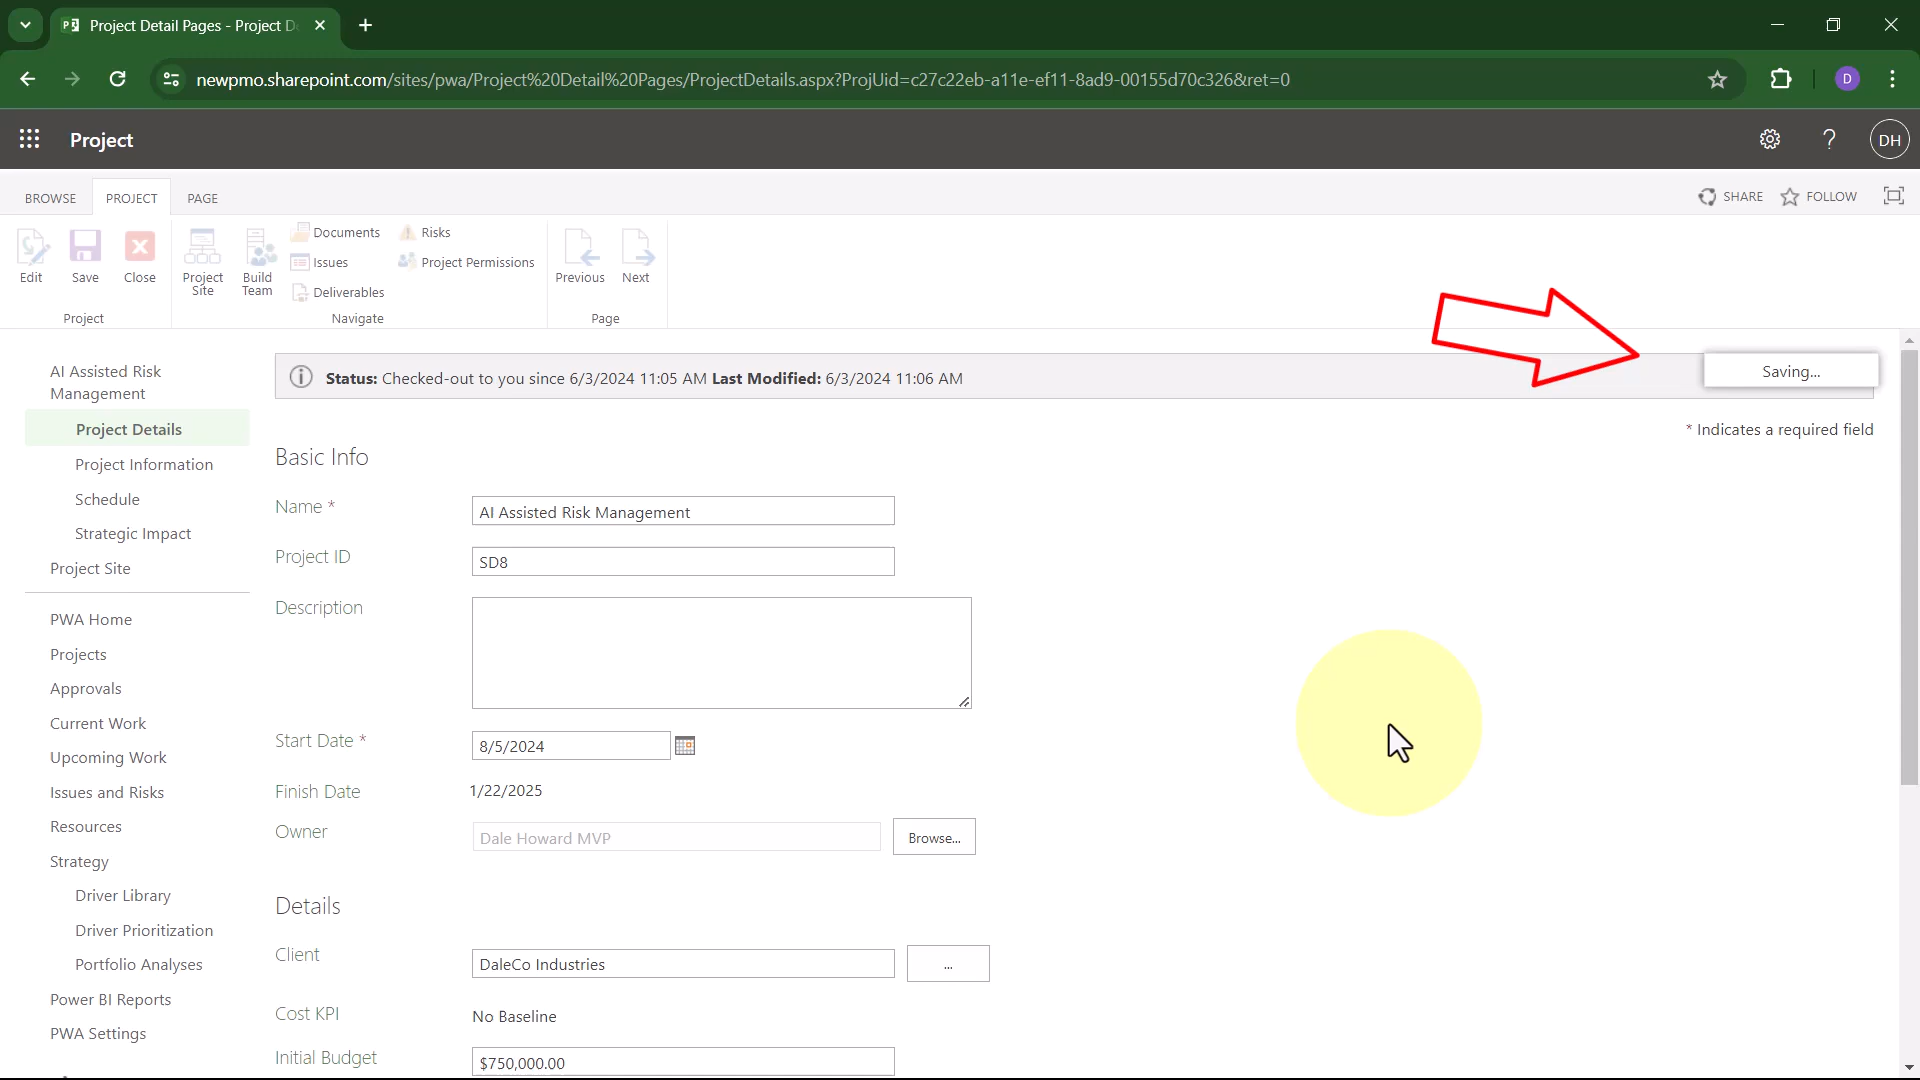 Project Detail Pages - Project D
newpmo.sharepoint.com/sites/pwa/Project%20Detail%20Pages/ProjectDetails.aspx?ProjUid=c27c22eb-a11e-ef11-8ad9-00155d70c326&ret=0
D
Project
?
DH
BROWSE
PROJECT
PAGE
SHARE
FOLLOW
Edit
Save
Close
Project
Site
Build
Team
Documents
Issues
Deliverables
Risks
Project Permissions
Previous
Next
Project
Navigate
Page
AI Assisted Risk
Management
Project Details
Project Information
Schedule
Strategic Impact
Project Site
PWA Home
Projects
Approvals
Current Work
Upcoming Work
Issues and Risks
Resources
Strategy
Driver Library
Driver Prioritization
Portfolio Analyses
Power BI Reports
PWA Settings
Status: Checked-out to you since 6/3/2024 11:05 AM Last Modified: 6/3/2024 11:06 AM
Saving...
* Indicates a required field
Basic Info
Name *
AI Assisted Risk Management
Project ID
SD8
Description
Start Date *
8/5/2024
Finish Date
1/22/2025
Owner
Dale Howard MVP
Browse...
Details
Client
DaleCo Industries
...
Cost KPI
No Baseline
Initial Budget
$750,000.00